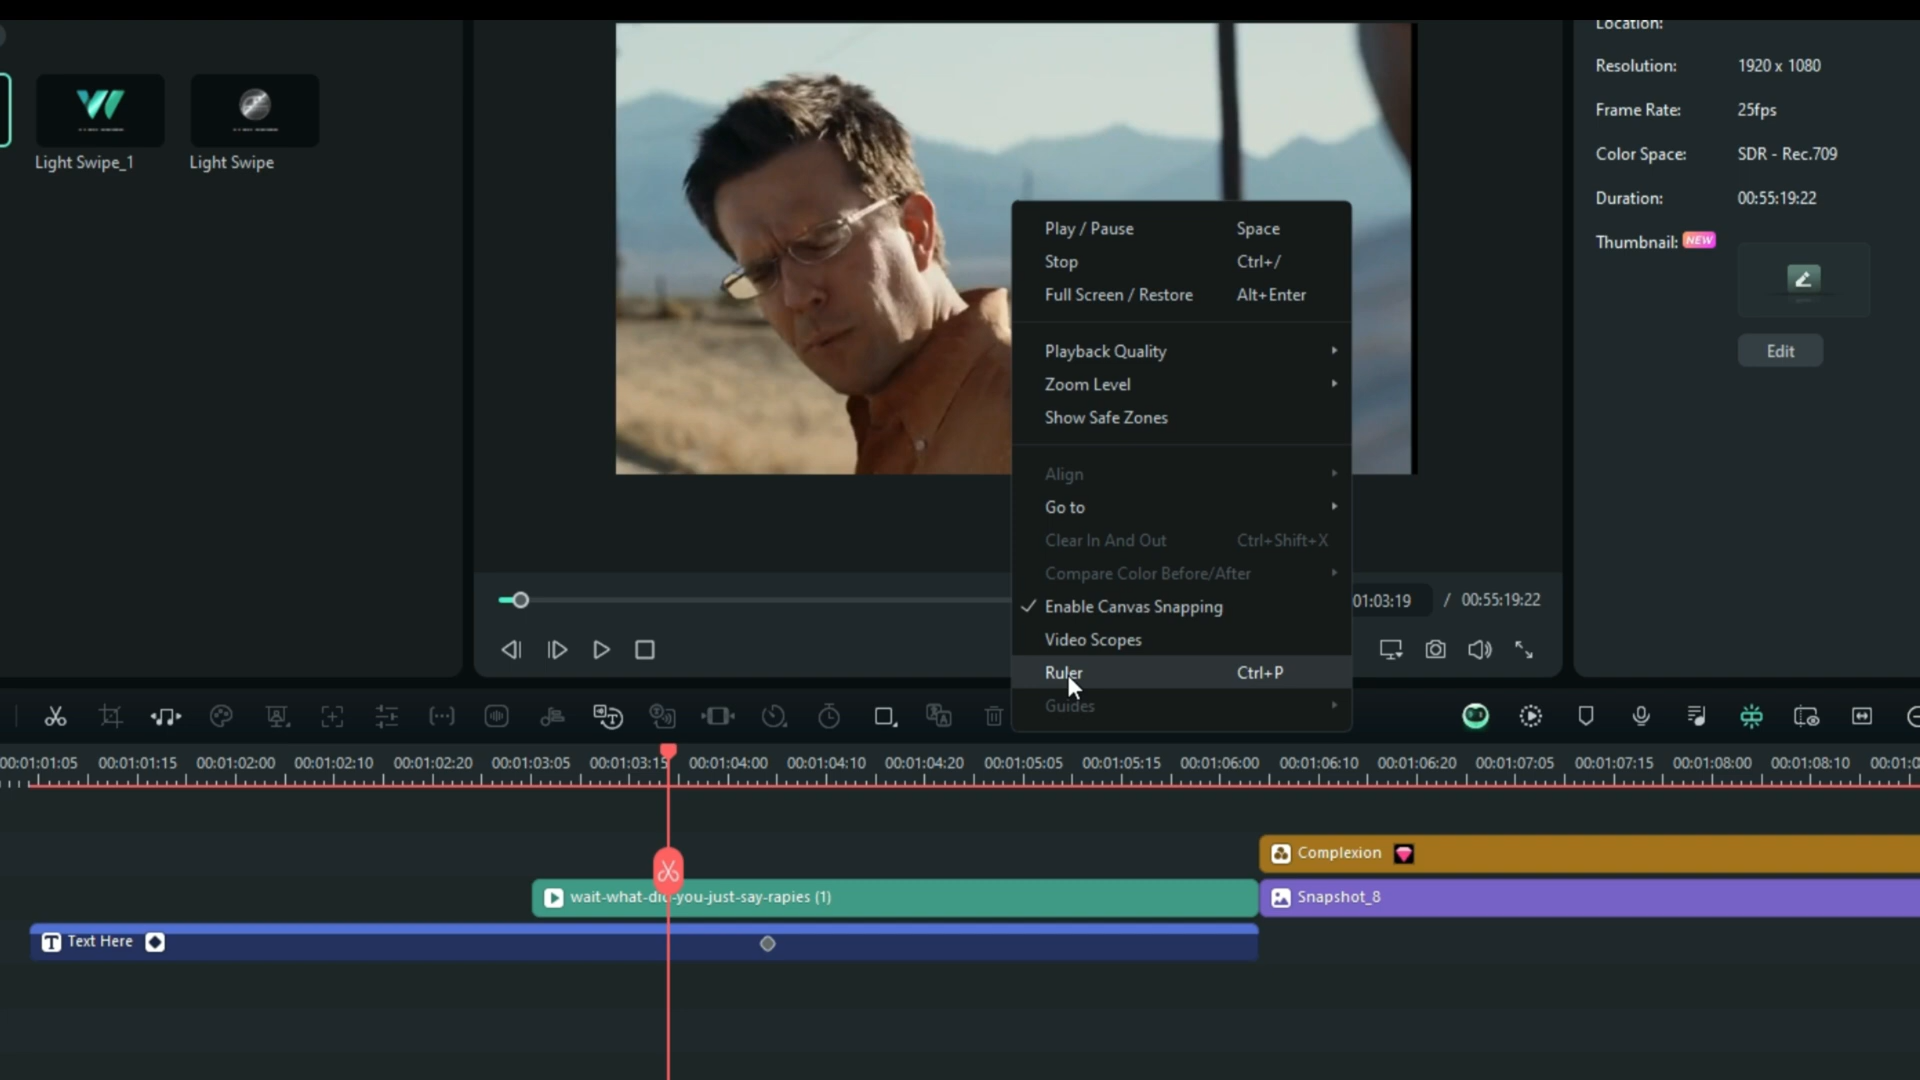 Location:
Resolution: 1920 x 1080
Frame Rate: 25fps
Color Space: SDR - Rec.709
Duration: 00:55:19:22
Thumbnail: NEW
Edit
Light Swipe_1
Light Swipe
Play / Pause Space
Stop Ctrl+/
Full Screen / Restore Alt+Enter
Playback Quality
Zoom Level
Show Safe Zones
Align
Go to
Clear In And Out Ctrl+Shift+X
Compare Color Before/After
Enable Canvas Snapping
Video Scopes
Ruler Ctrl+P
Guides
01:03:19 / 00:55:19:22
00:01:01:05 00:01:01:15 00:01:02:00 00:01:02:10 00:01:02:20 00:01:03:05 00:01:03:15 00:01:04:00 00:01:04:10 00:01:04:20 00:01:05:05 00:01:05:15 00:01:06:00 00:01:06:10 00:01:06:20 00:01:07:05 00:01:07:15 00:01:08:00 00:01:08:10 00:01:0
Complexion
wait-what-did-you-just-say-rapies (1)
Snapshot_8
T Text Here